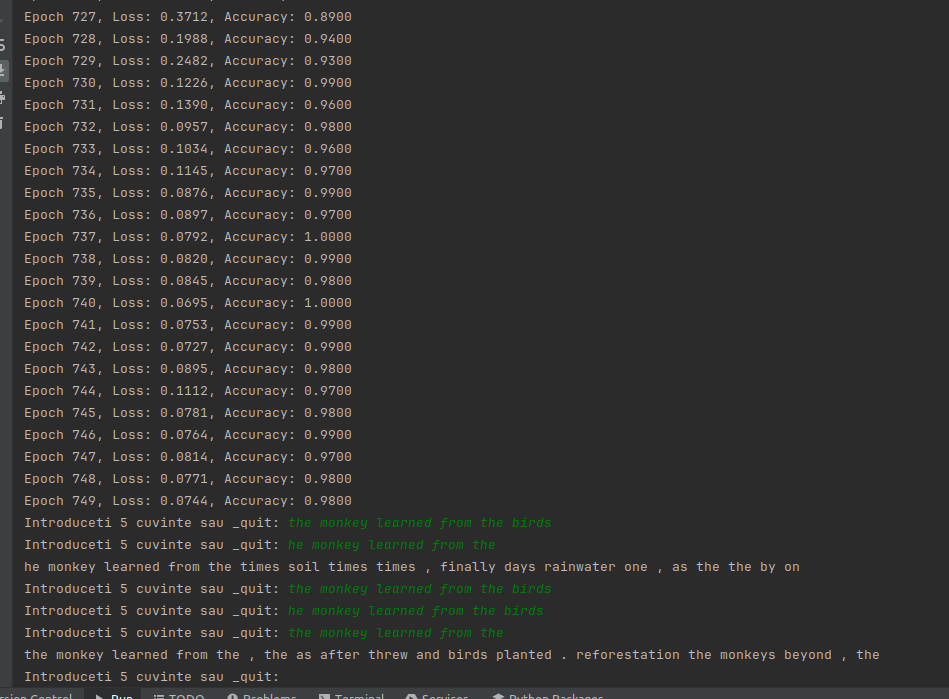 Epoch 727, Loss: 0.3712, Accuracy: 0.8900
Epoch 728, Loss: 0.1988, Accuracy: 0.9400
Epoch 729, Loss: 0.2482, Accuracy: 0.9300
Epoch 730, Loss: 0.1226, Accuracy: 0.9900
Epoch 731, Loss: 0.1390, Accuracy: 0.9600
Epoch 732, Loss: 0.0957, Accuracy: 0.9800
Epoch 733, Loss: 0.1034, Accuracy: 0.9600
Epoch 734, Loss: 0.1145, Accuracy: 0.9700
Epoch 735, Loss: 0.0876, Accuracy: 0.9900
Epoch 736, Loss: 0.0897, Accuracy: 0.9700
Epoch 737, Loss: 0.0792, Accuracy: 1.0000
Epoch 738, Loss: 0.0820, Accuracy: 0.9900
Epoch 739, Loss: 0.0845, Accuracy: 0.9800
Epoch 740, Loss: 0.0695, Accuracy: 1.0000
Epoch 741, Loss: 0.0753, Accuracy: 0.9900
Epoch 742, Loss: 0.0727, Accuracy: 0.9900
Epoch 743, Loss: 0.0895, Accuracy: 0.9800
Epoch 744, Loss: 0.1112, Accuracy: 0.9700
Epoch 745, Loss: 0.0781, Accuracy: 0.9800
Epoch 746, Loss: 0.0764, Accuracy: 0.9900
Epoch 747, Loss: 0.0814, Accuracy: 0.9700
Epoch 748, Loss: 0.0771, Accuracy: 0.9800
Epoch 749, Loss: 0.0744, Accuracy: 0.9800
Introduceti 5 cuvinte sau _quit: the monkey learned from the birds
Introduceti 5 cuvinte sau _quit: he monkey learned from the
he monkey learned from the times soil times times , finally days rainwater one , as the the by on
Introduceti 5 cuvinte sau _quit: the monkey learned from the birds
Introduceti 5 cuvinte sau _quit: he monkey learned from the birds
Introduceti 5 cuvinte sau _quit: the monkey learned from the
the monkey learned from the , the as after threw and birds planted . reforestation the monkeys beyond , the
Introduceti 5 cuvinte sau _quit:
Control Run TODO Problems Terminal Services Python Packages